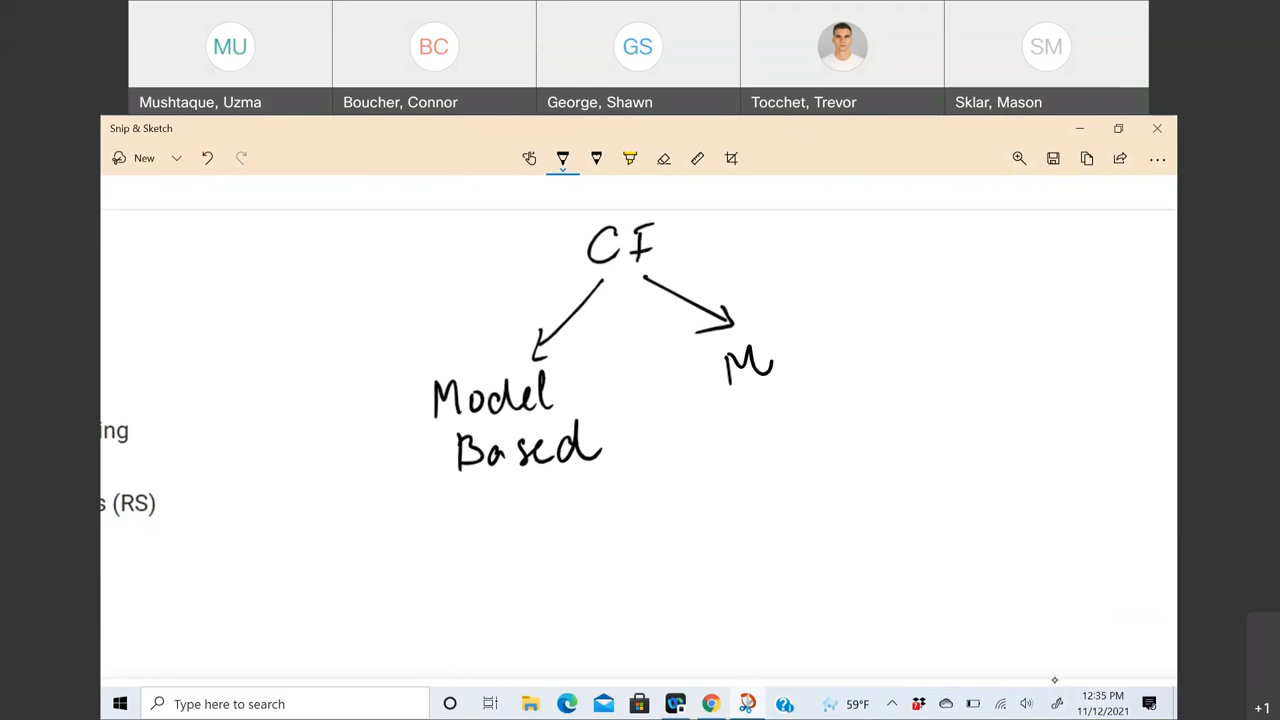 MU
BC
GS
SM
Mushtaque, Uzma
Boucher, Connor
George, Shawn
Tocchet, Trevor
Sklar, Mason
Snip & Sketch
New
CF
Model
M
Based
ing
s (RS)
Type here to search
59°F
12:35 PM
11/12/2021
+1